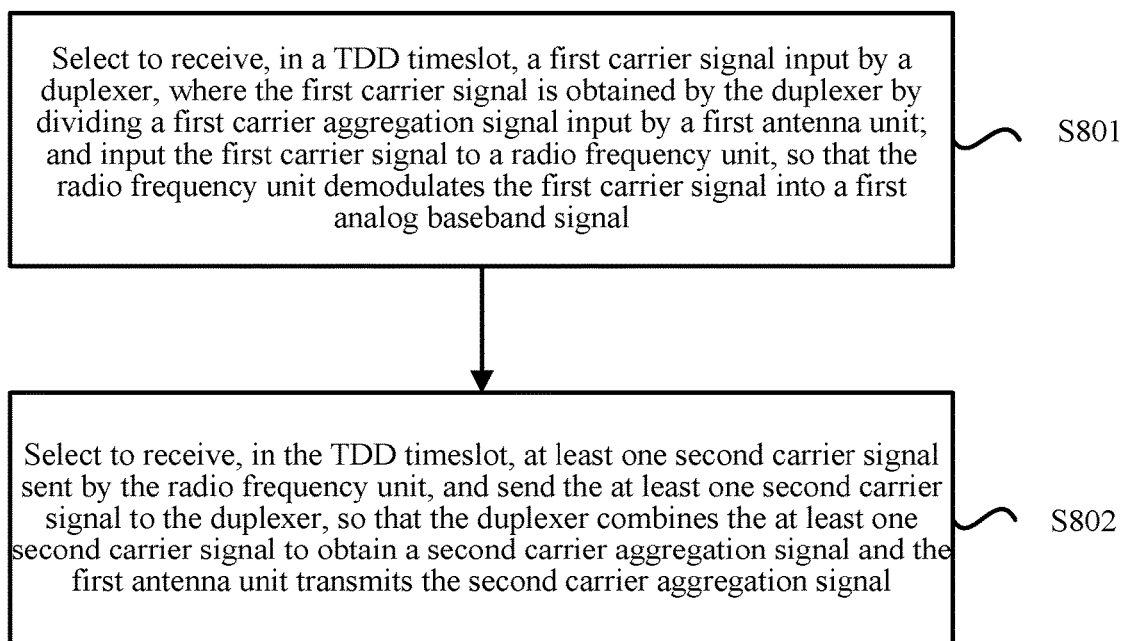 Select to receive, in a TDD timeslot, a first carrier signal input by a
duplexer, where the first carrier signal is obtained by the duplexer by
dividing a first carrier aggregation signal input by a first antenna unit;
and input the first carrier signal to a radio frequency unit, so that the
radio frequency unit demodulates the first carrier signal into a first
analog baseband signal
S801
Select to receive, in the TDD timeslot, at least one second carrier signal
sent by the radio frequency unit, and send the at least one second carrier
signal to the duplexer, so that the duplexer combines the at least one
second carrier signal to obtain a second carrier aggregation signal and the
first antenna unit transmits the second carrier aggregation signal
S802